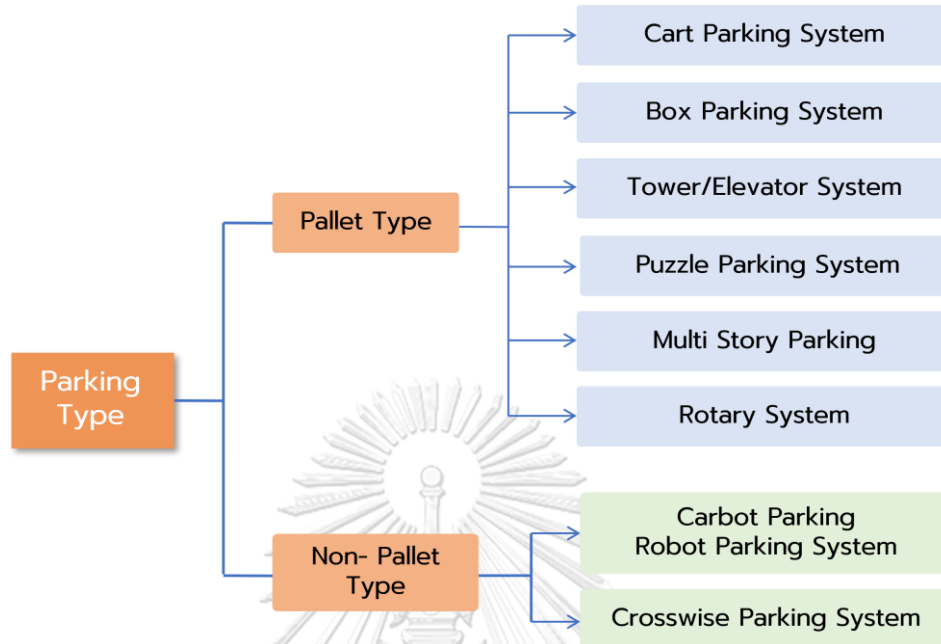 Cart Parking System
Box Parking System
Tower/Elevator System
Pallet Type
Puzzle Parking System
Multi Story Parking
Parking
Type
Rotary System
Carbot Parking
Robot Parking System
Non- Pallet
Type
Crosswise Parking System